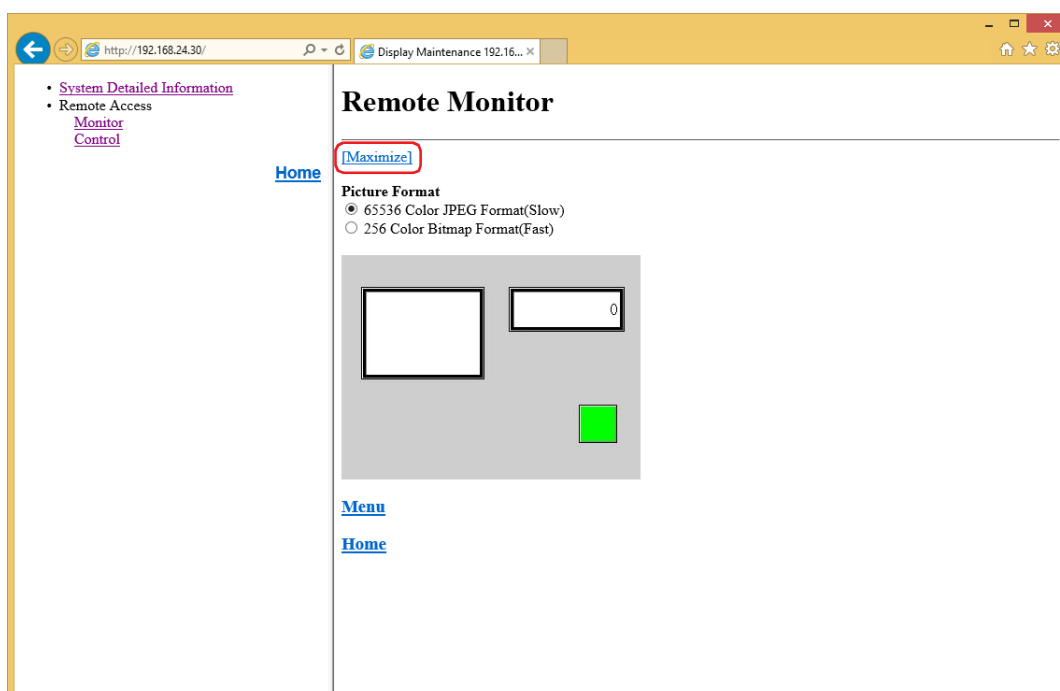 http://192.168.24.30/
Display Maintenance 192.16...
• System Detailed Information
• Remote Access
Monitor
Control
Home
Remote Monitor
[Maximize]
Picture Format
65536 Color JPEG Format(Slow)
256 Color Bitmap Format(Fast)
0
Menu
Home